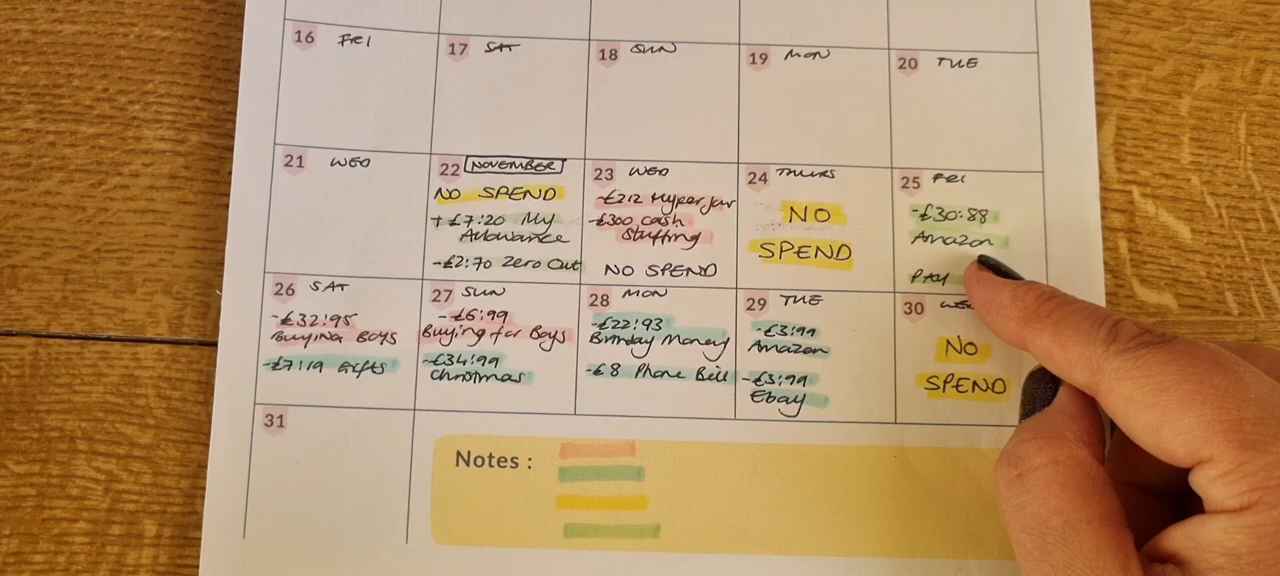 16 FRI
17 SAT
18 SUN
19 MON
20 TUE
21 WED
22 NOVEMBER
NO SPEND
+£7:20 My
Allowance
-£2:70 Zero Out
23 WED
-£212 HyperJar
-£300 cash
Stuffing
NO SPEND
24 THURS
NO
SPEND
25 FRI
-£30:88
Amazon
PAY
26 SAT
-£32:95
Buying Boys
-£7:19 Gifts
27 SUN
-£6:99
Buying for Boys
-£34:99
Christmas
28 MON
-£22:93
Birthday Money
-£8 Phone Bill
29 TUE
-£3:99
Amazon
-£3:99
Ebay
30 WED
NO
SPEND
31
Notes :